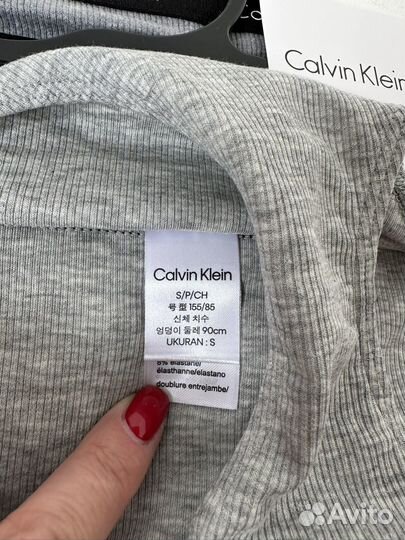 Co
Calvin Klein
Calvin Klein
S/P/CH
号型 155/85
신체 치수
엉덩이 둘레 90cm
UKURAN : S
8% elastane/
élasthanne/elastano
doublure entrejambe/
Avito